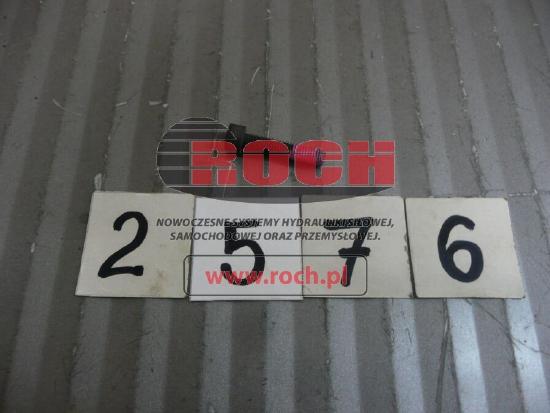 ROCH
NOWOCZESNE SYSTEMY HYDRAULIKI SIŁOWEJ,
SAMOCHODOWEJ ORAZ PRZEMYSŁOWEJ.
2 5 7 6
www.roch.pl